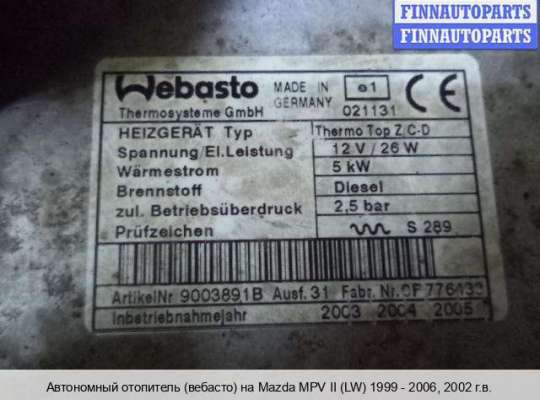 FINNAUTOPARTS
FINNAUTOPARTS
Webasto
Thermosysteme GmbH
MADE IN
GERMANY
e1
021131
CE
HEIZGERÄT Typ Thermo Top Z/C-D
Spannung/El.Leistung 12 V / 26 W
Wärmestrom 5 kW
Brennstoff Diesel
zul. Betriebsüberdruck 2,5 bar
Prüfzeichen S 289
ArtikelNr 9003891B Ausf. 31 Fabr. Nr.
Inbetriebnahmejahr 2003 2004 2005
Автономный отопитель (вебасто) на Mazda MPV II (LW) 1999 - 2006, 2002 г.в.